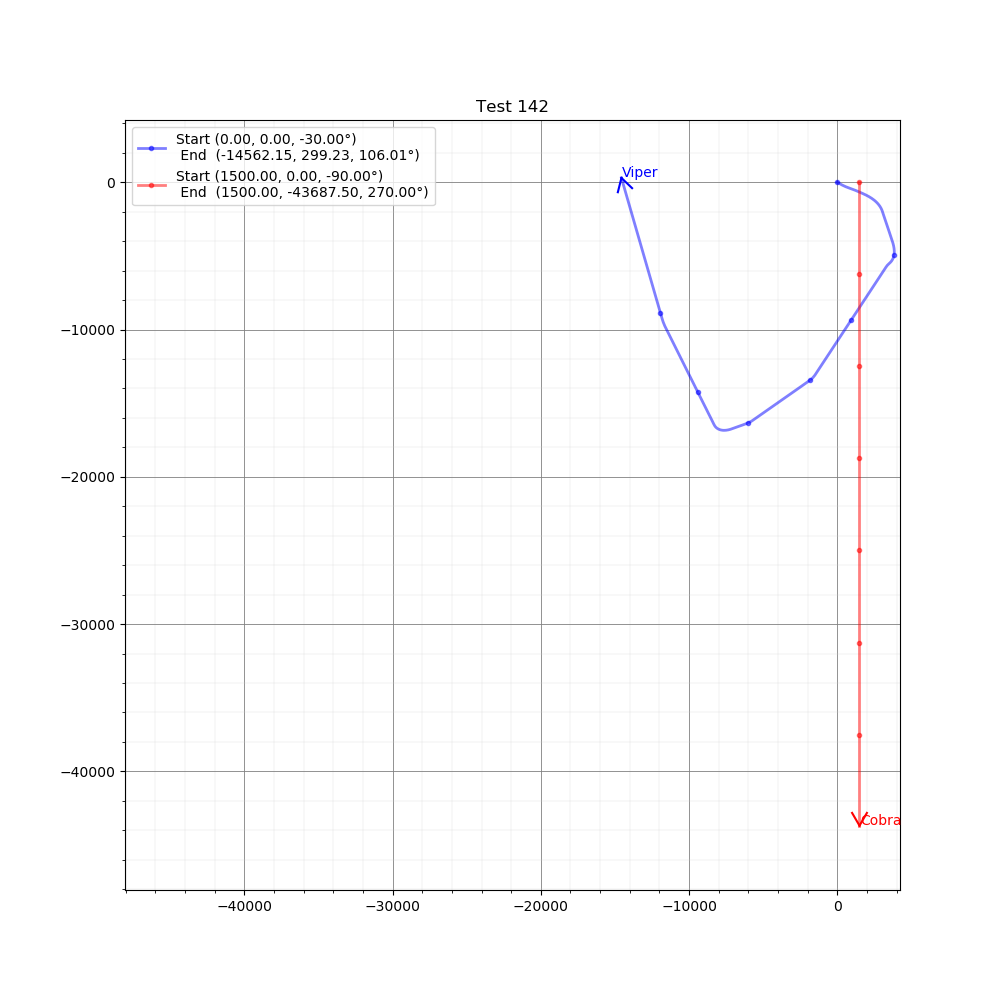 Test 142
Start (0.00, 0.00, -30.00°)
End  (-14562.15, 299.23, 106.01°)
Start (1500.00, 0.00, -90.00°)
End  (1500.00, -43687.50, 270.00°)
Viper
Cobra
0
−10000
−20000
−30000
−40000
−40000
−30000
−20000
−10000
0